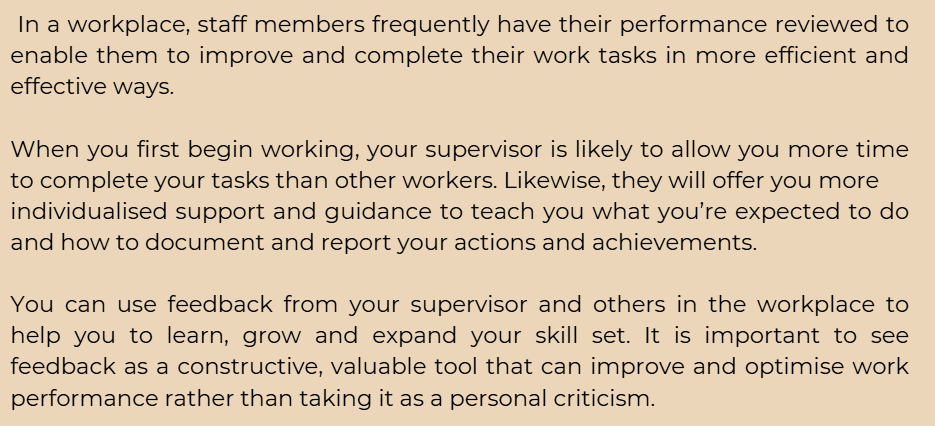 In a workplace, staff members frequently have their performance reviewed to
enable them to improve and complete their work tasks in more efficient and
effective ways.
When you first begin working, your supervisor is likely to allow you more time
to complete your tasks than other workers. Likewise, they will offer you more
individualised support and guidance to teach you what you’re expected to do
and how to document and report your actions and achievements.
You can use feedback from your supervisor and others in the workplace to
help you to learn, grow and expand your skill set. It is important to see
feedback as a constructive, valuable tool that can improve and optimise work
performance rather than taking it as a personal criticism.